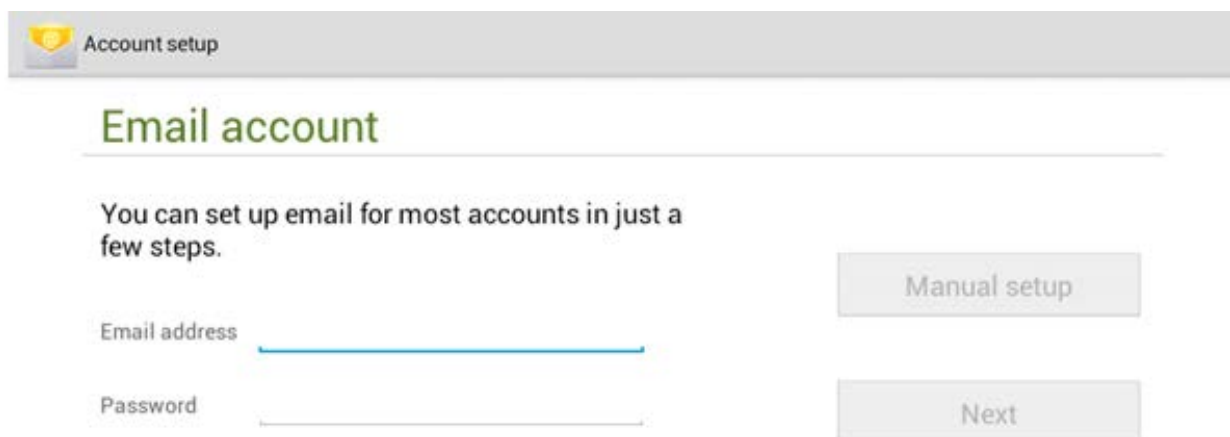 Account setup
Email account
You can set up email for most accounts in just a
few steps.
Manual setup
Email address
Password
Next